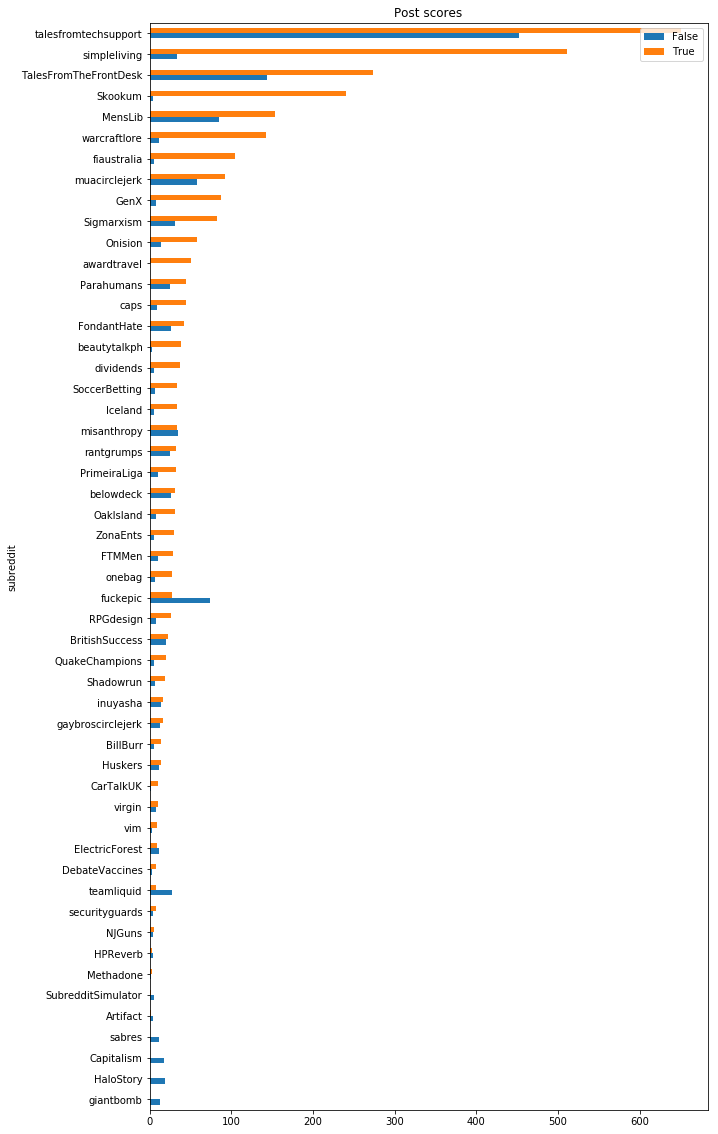 Post scores
False
True
subreddit
talesfromtechsupport
simpleliving
TalesFromTheFrontDesk
Skookum
MensLib
warcraftlore
fiaustralia
muacirclejerk
GenX
Sigmarxism
Onision
awardtravel
Parahumans
caps
FondantHate
beautytalkph
dividends
SoccerBetting
Iceland
misanthropy
rantgrumps
PrimeiraLiga
belowdeck
OakIsland
ZonaEnts
FTMMen
onebag
fuckepic
RPGdesign
BritishSuccess
QuakeChampions
Shadowrun
inuyasha
gaybroscirclejerk
BillBurr
Huskers
CarTalkUK
virgin
vim
ElectricForest
DebateVaccines
teamliquid
securityguards
NJGuns
HPReverb
Methadone
SubredditSimulator
Artifact
sabres
Capitalism
HaloStory
giantbomb
0 100 200 300 400 500 600